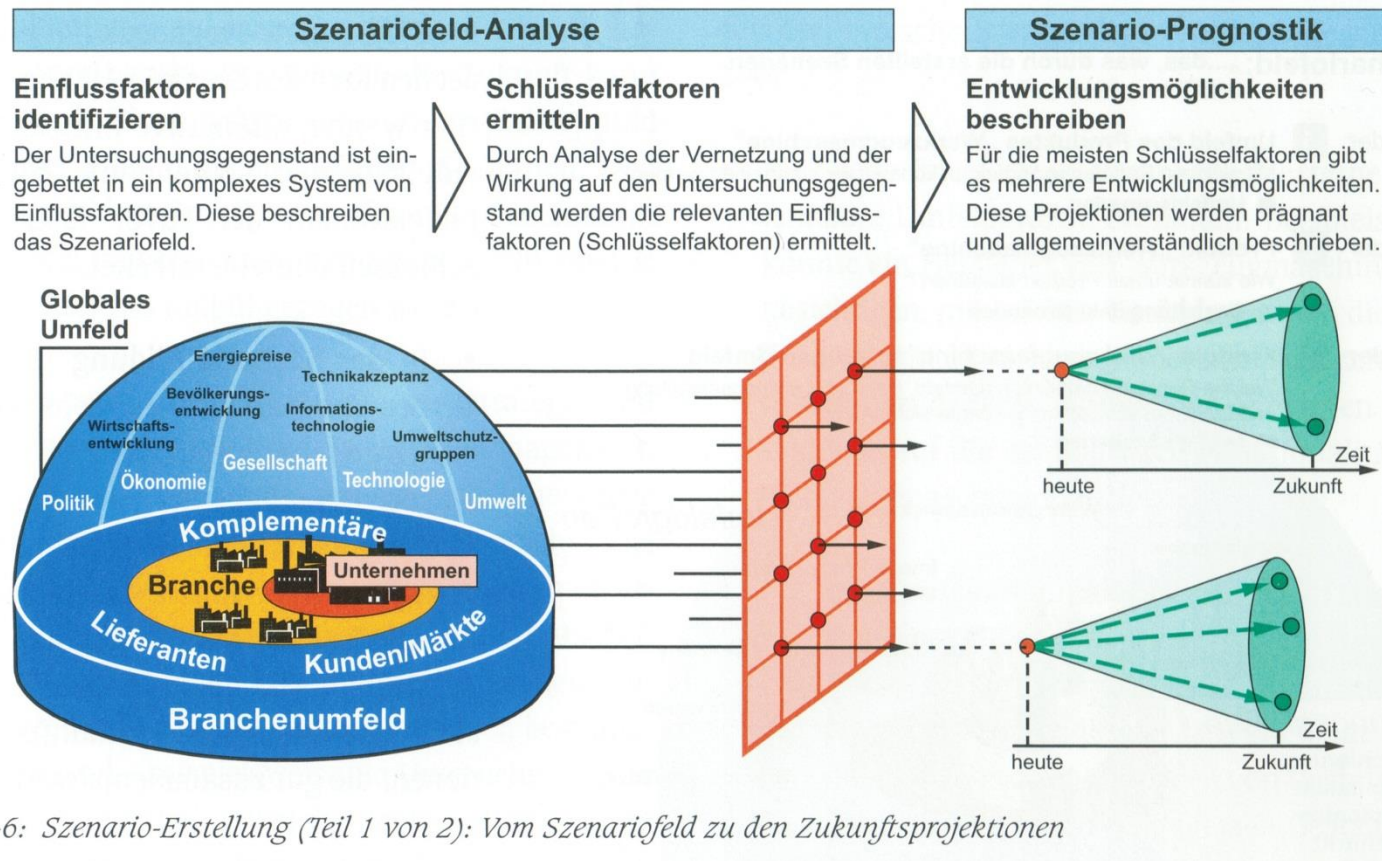 Szenariofeld-Analyse
Szenario-Prognostik
Einflussfaktoren
identifizieren
Der Untersuchungsgegenstand ist ein-
gebettet in ein komplexes System von
Einflussfaktoren. Diese beschreiben
das Szenariofeld.
Schlüsselfaktoren
ermitteln
Durch Analyse der Vernetzung und der
Wirkung auf den Untersuchungsgegen-
stand werden die relevanten Einfluss-
faktoren (Schlüsselfaktoren) ermittelt.
Entwicklungsmöglichkeiten
beschreiben
Für die meisten Schlüsselfaktoren gibt
es mehrere Entwicklungsmöglichkeiten.
Diese Projektionen werden prägnant
und allgemeinverständlich beschrieben.
Globales
Umfeld
Energiepreise
Technikakzeptanz
Bevölkerungs-
entwicklung
Informations-
technologie
Wirtschafts-
entwicklung
Umweltschutz-
gruppen
Politik
Ökonomie
Gesellschaft
Technologie
Umwelt
Komplementäre
Branche
Unternehmen
Lieferanten
Kunden/Märkte
Branchenumfeld
Zeit
heute
Zukunft
Zeit
heute
Zukunft
-6: Szenario-Erstellung (Teil 1 von 2): Vom Szenariofeld zu den Zukunftsprojektionen